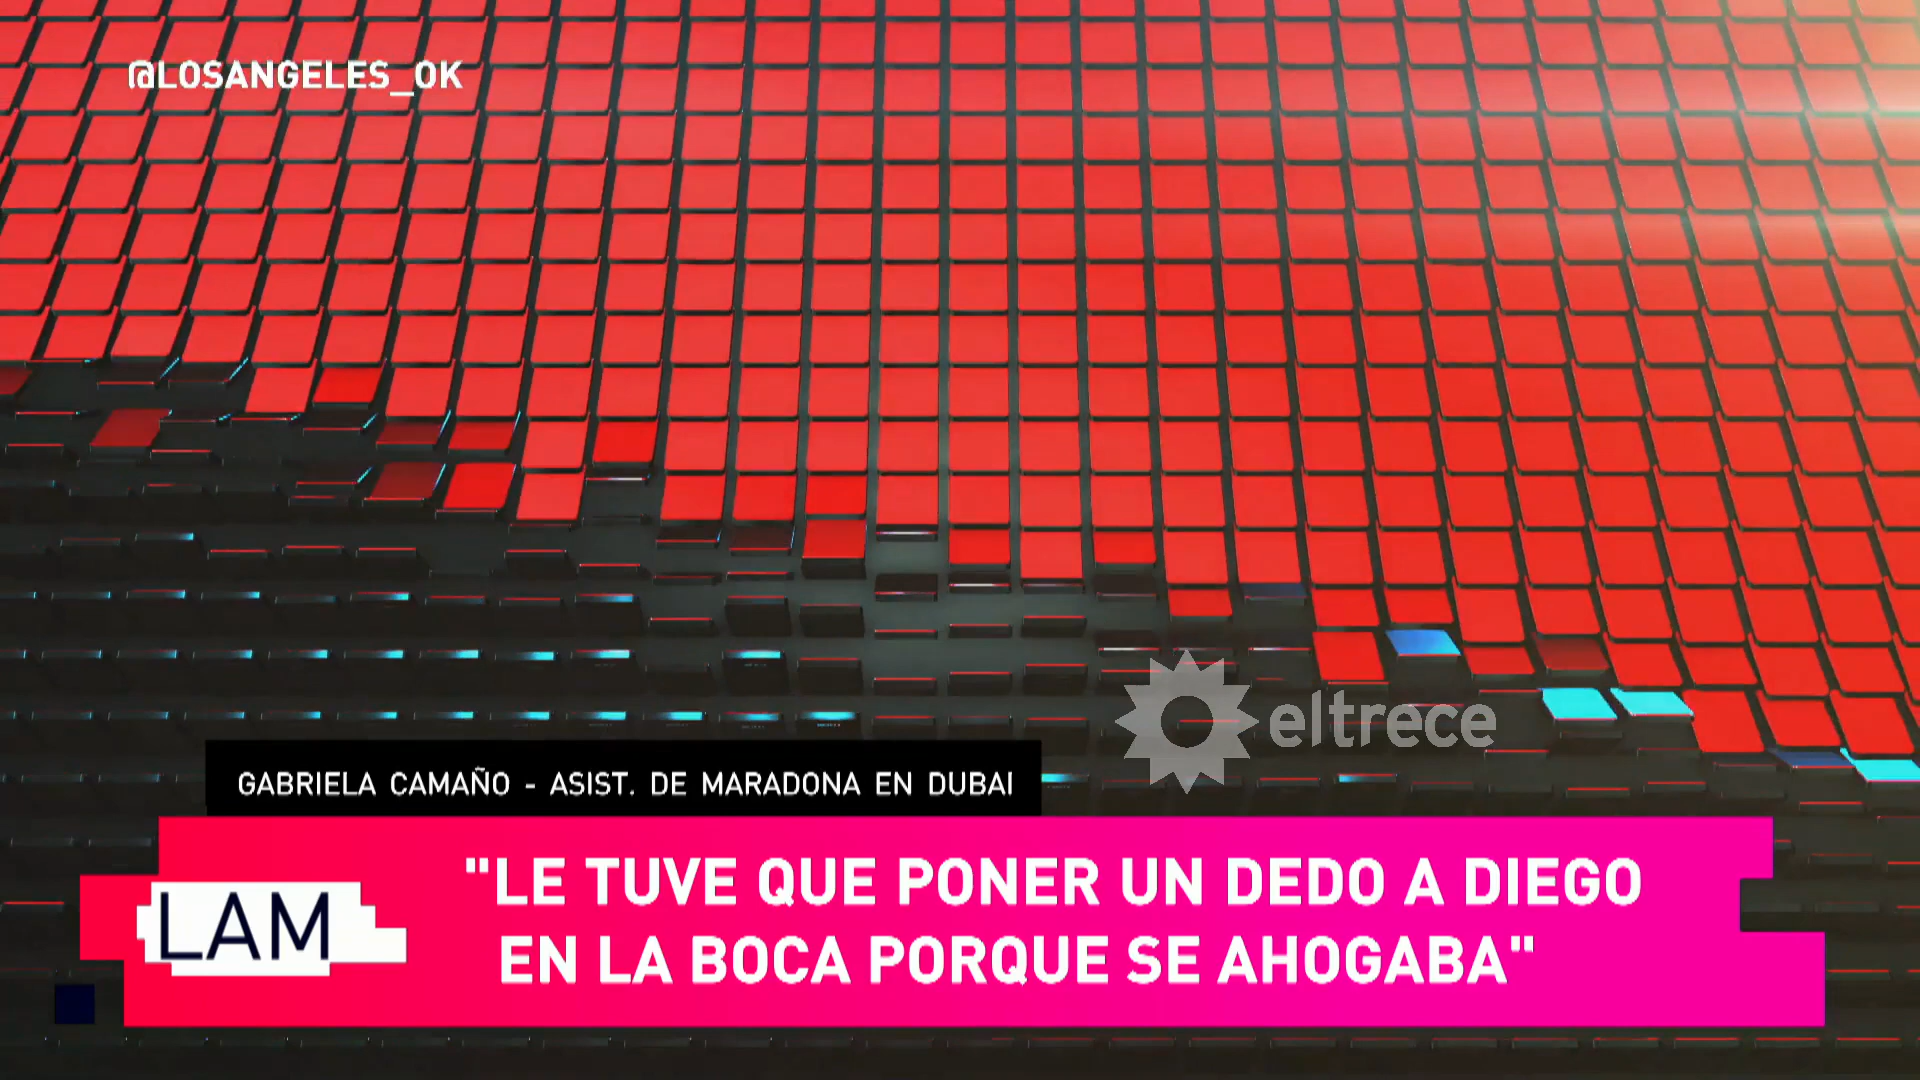 @LOSANGELES_OK
eltrece
GABRIELA CAMAÑO - ASIST. DE MARADONA EN DUBAI
LAM
"LE TUVE QUE PONER UN DEDO A DIEGO
EN LA BOCA PORQUE SE AHOGABA"